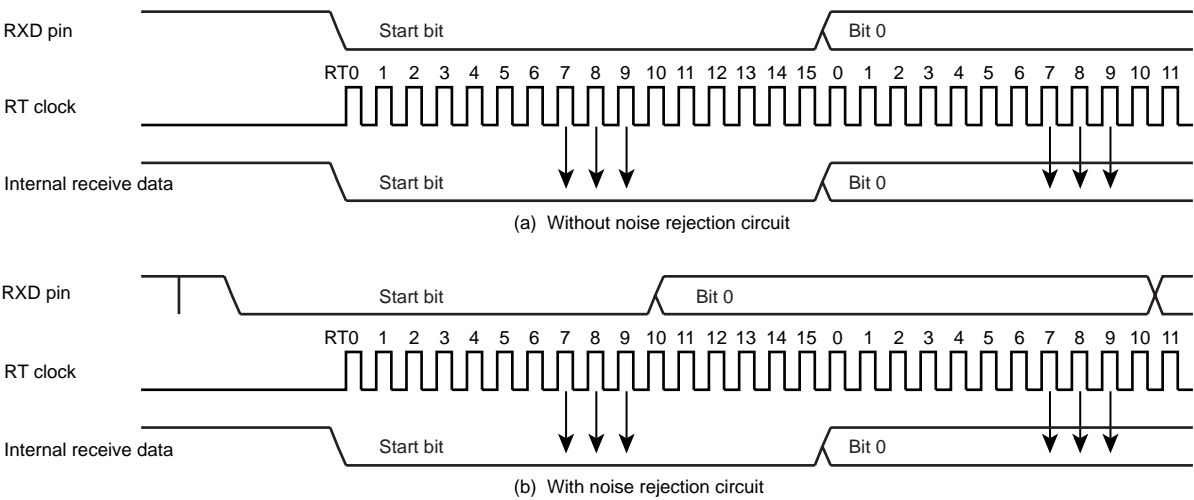 RXD pin
Start bit
Bit 0
RT0 1 2 3 4 5 6 7 8 9 10 11 12 13 14 15 0 1 2 3 4 5 6 7 8 9 10 11
RT clock
Internal receive data
Start bit
Bit 0
(a) Without noise rejection circuit
RXD pin
Start bit
Bit 0
RT0 1 2 3 4 5 6 7 8 9 10 11 12 13 14 15 0 1 2 3 4 5 6 7 8 9 10 11
RT clock
Internal receive data
Start bit
Bit 0
(b) With noise rejection circuit